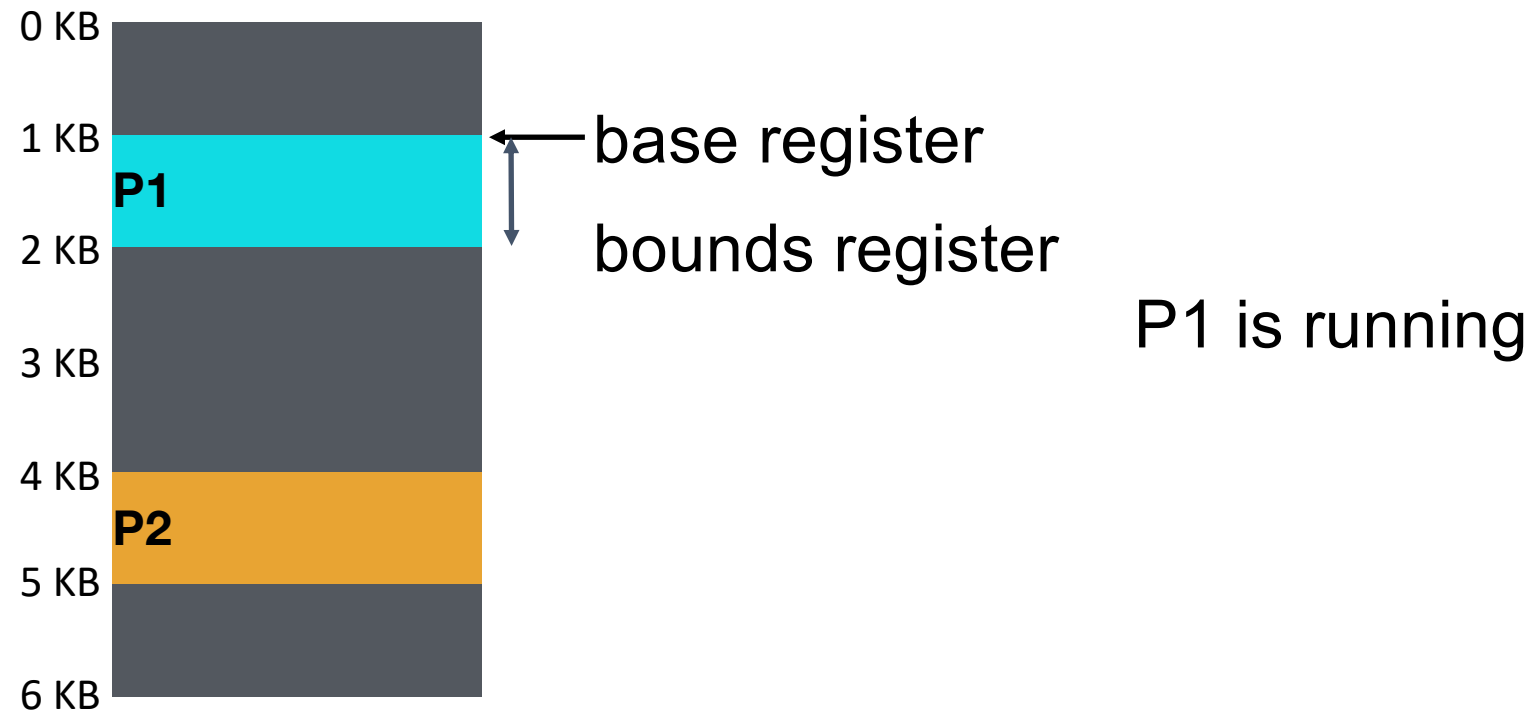 0 KB
1 KB
base register
P1
2 KB
bounds register
P1 is running
3 KB
4 KB
P2
5 KB
6 KB